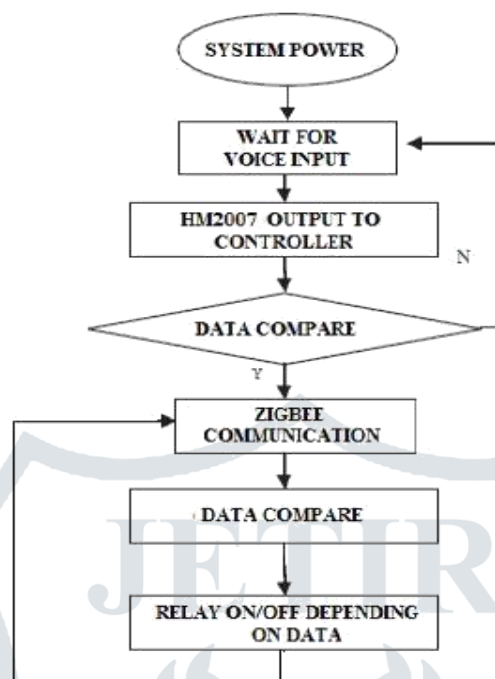 SYSTEM POWER
WAIT FOR
VOICE INPUT
HM2007 OUTPUT TO
CONTROLLER
N
DATA COMPARE
Y
ZIGBEE
COMMUNICATION
DATA COMPARE
JETIR
RELAY ON/OFF DEPENDING
ON DATA